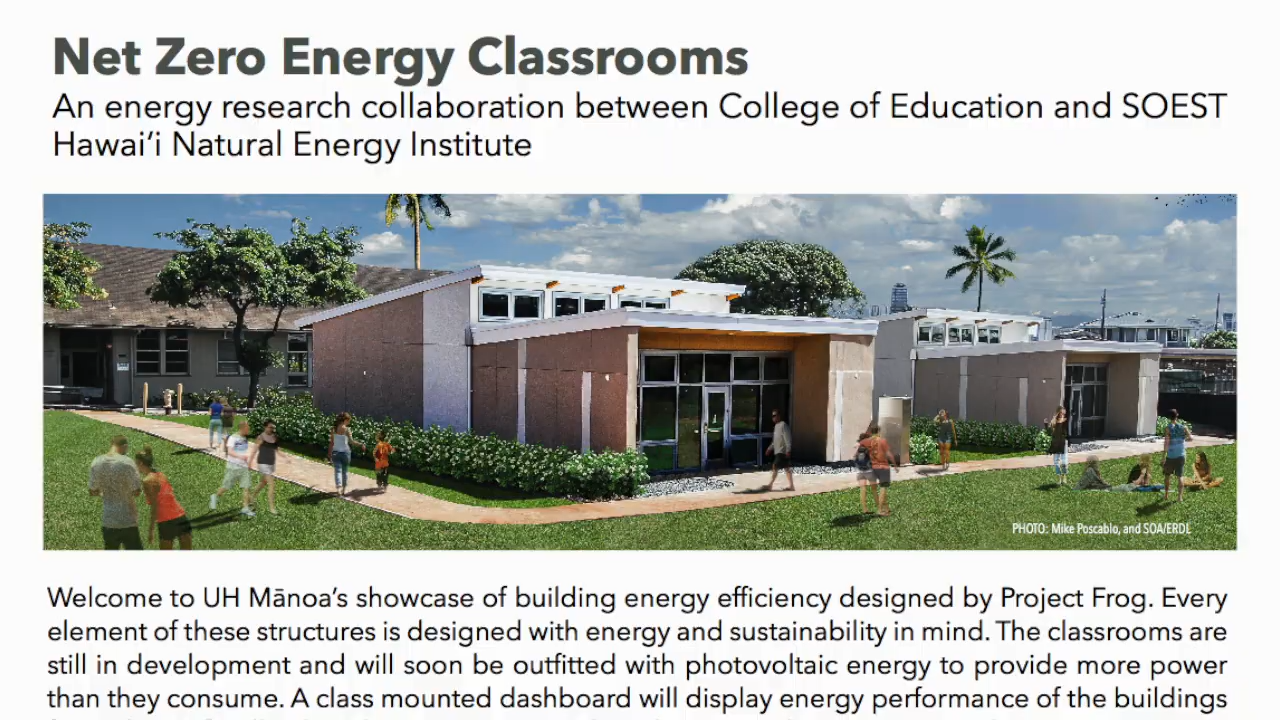 Net Zero Energy Classrooms
An energy research collaboration between College of Education and SOEST
Hawai‘i Natural Energy Institute
PHOTO: Mike Poscablo, and SOA/ERDL
Welcome to UH Mānoa’s showcase of building energy efficiency designed by Project Frog. Every
element of these structures is designed with energy and sustainability in mind. The classrooms are
still in development and will soon be outfitted with photovoltaic energy to provide more power
than they consume. A class mounted dashboard will display energy performance of the buildings